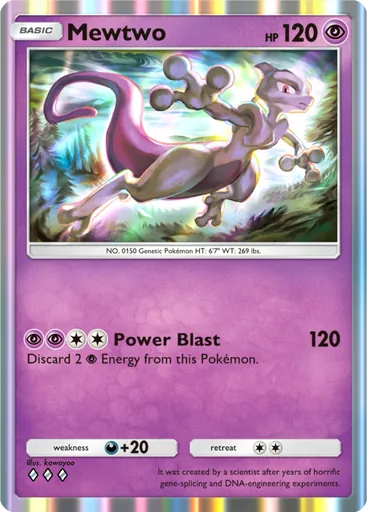 BASIC
Mewtwo
HP 120
NO. 0150 Genetic Pokémon HT: 6'7" WT: 269 lbs.
Power Blast 120
Discard 2 Energy from this Pokémon.
weakness +20 retreat
Illus. kawayoo
It was created by a scientist after years of horrific
gene-splicing and DNA-engineering experiments.